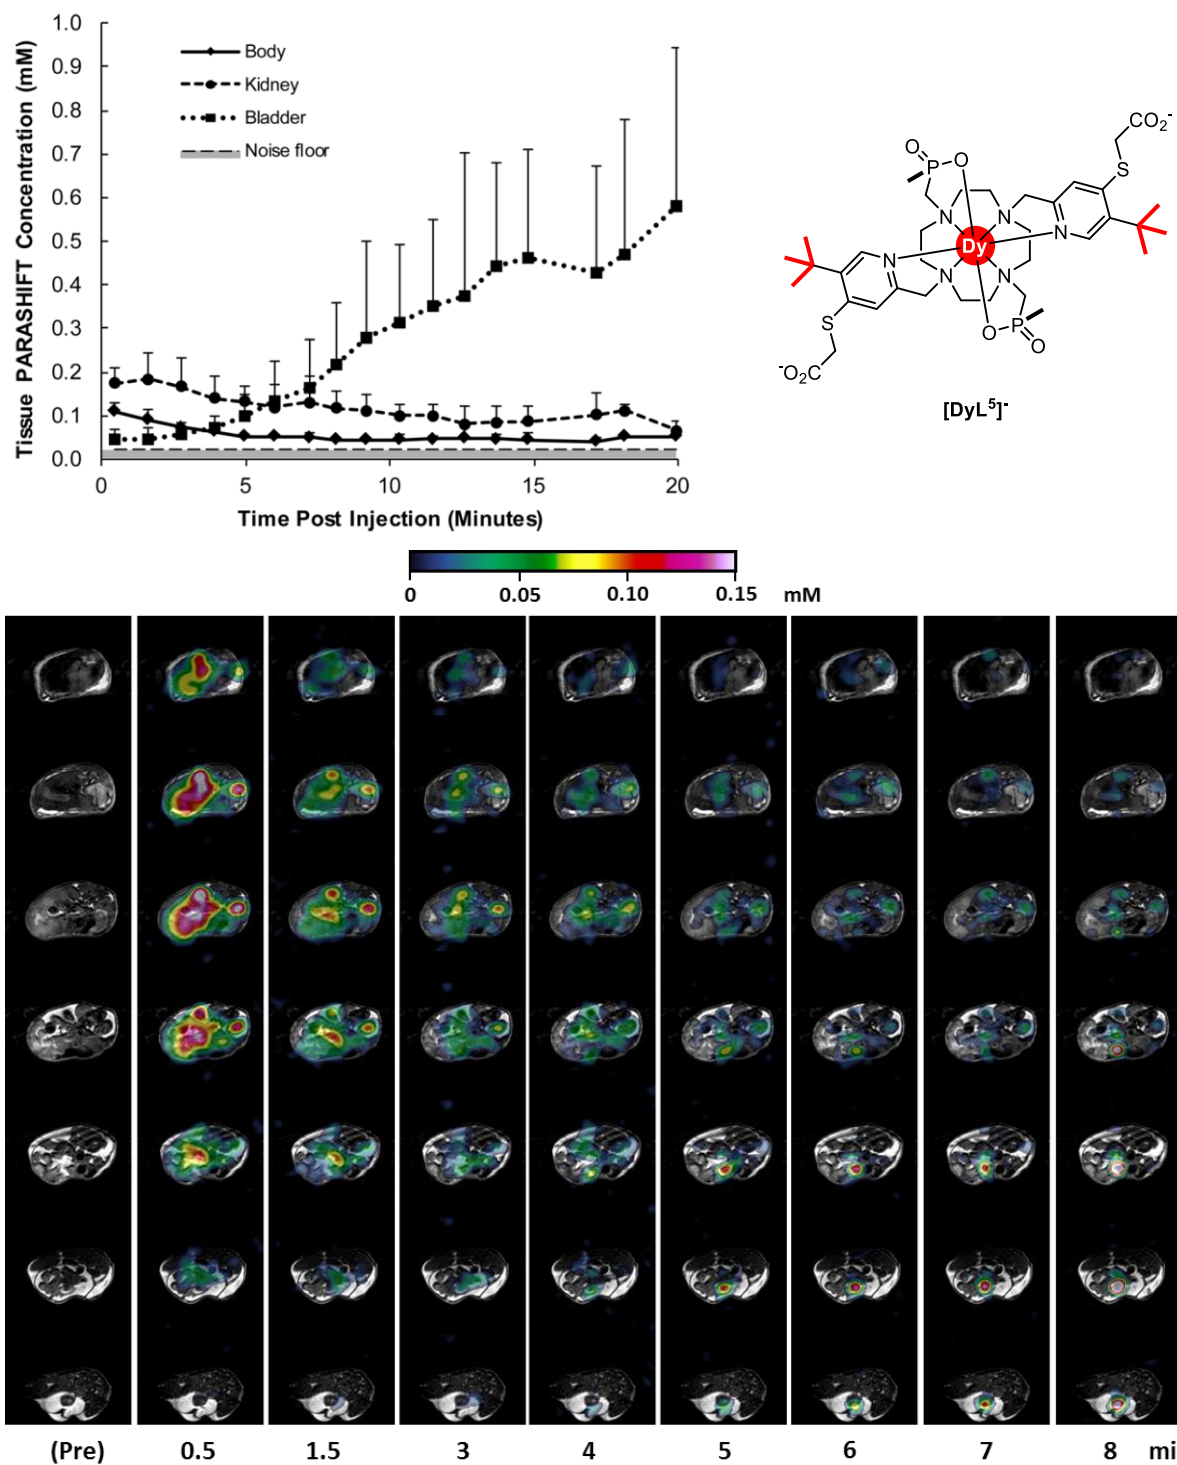 Tissue PARASHIFT Concentration (mM)
1.0
0.9
0.8
0.7
0.6
0.5
0.4
0.3
0.2
0.1
0.0
Body
Kidney
Bladder
Noise floor
0 5 10 15 20
Time Post Injection (Minutes)
CO2-
S
O
P O
N N
N
Dy
N
N N
S
O P
O
-O2C
[DyL5]-
0 0.05 0.10 0.15 mM
(Pre) 0.5 1.5 3 4 5 6 7 8 mi